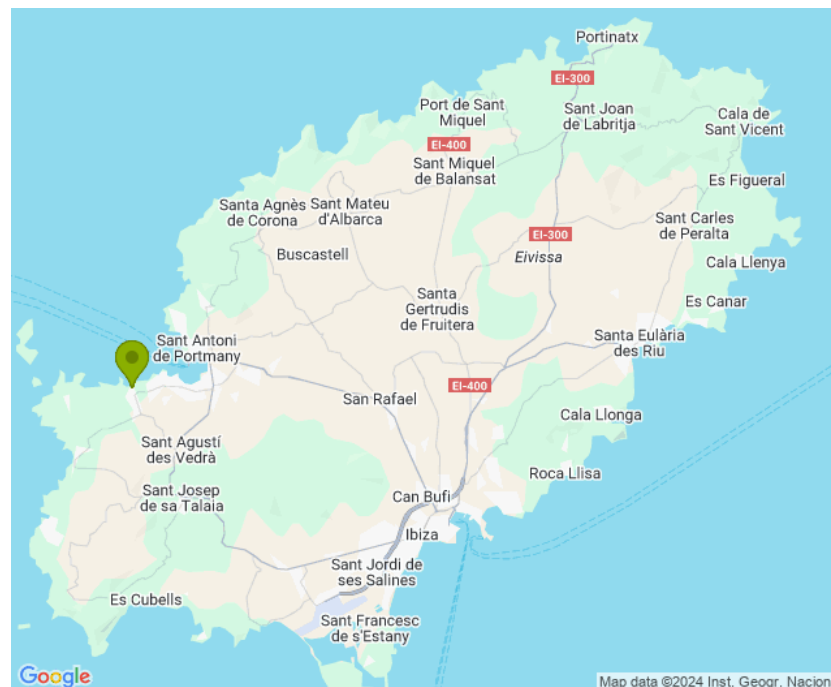 Portinatx
EI-300
Port de Sant
Miquel
Sant Joan
de Labritja
Cala de
Sant Vicent
EI-400
Sant Miquel
de Balansat
Es Figueral
Santa Agnès
de Corona
Sant Mateu
d'Albarca
Sant Carles
de Peralta
EI-300
Buscastell
Eivissa
Cala Llenya
Santa
Gertrudis
de Fruitera
Es Canar
Sant Antoni
de Portmany
Santa Eulària
des Riu
EI-400
San Rafael
Cala Llonga
Sant Agustí
des Vedrà
Roca Llisa
Sant Josep
de sa Talaia
Can Bufi
Ibiza
Sant Jordi de
ses Salines
Es Cubells
Sant Francesc
de s'Estany
Google
Map data ©2024 Inst. Geogr. Nacion